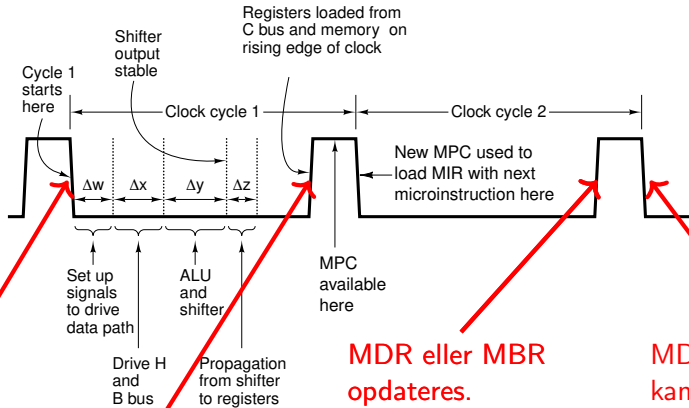 Registers loaded from
C bus and memory on
rising edge of clock
Shifter
output
stable
Cycle 1
starts
here
Clock cycle 1
Clock cycle 2
New MPC used to
load MIR with next
microinstruction here
Δw
Δx
Δy
Δz
Set up
signals
to drive
data path
ALU
and
shifter
MPC
available
here
Drive H
and
B bus
Propagation
from shifter
to registers
MDR eller MBR
opdateres.
MD
kan